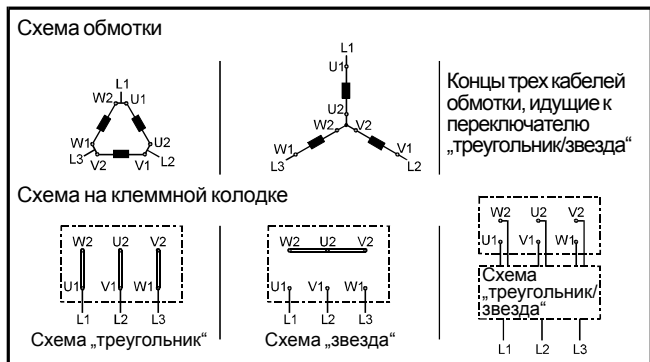 Схема обмотки
L1
W2 U1
W1 U2
L3 V2 V1 L2
L1
U1
U2
W2 V2
W1 V1
L3 L2
Концы трех кабелей
обмотки, идущие к
переключателю
„треугольник/звезда“
Схема на клеммной колодке
W2 U2 V2
U1 V1 W1
L1 L2 L3
Схема „треугольник“
W2 U2 V2
U1 V1 W1
L1 L2 L3
Схема „звезда“
W2 U2 V2
U1 V1 W1
Схема
„треугольник/
звезда“
L1 L2 L3